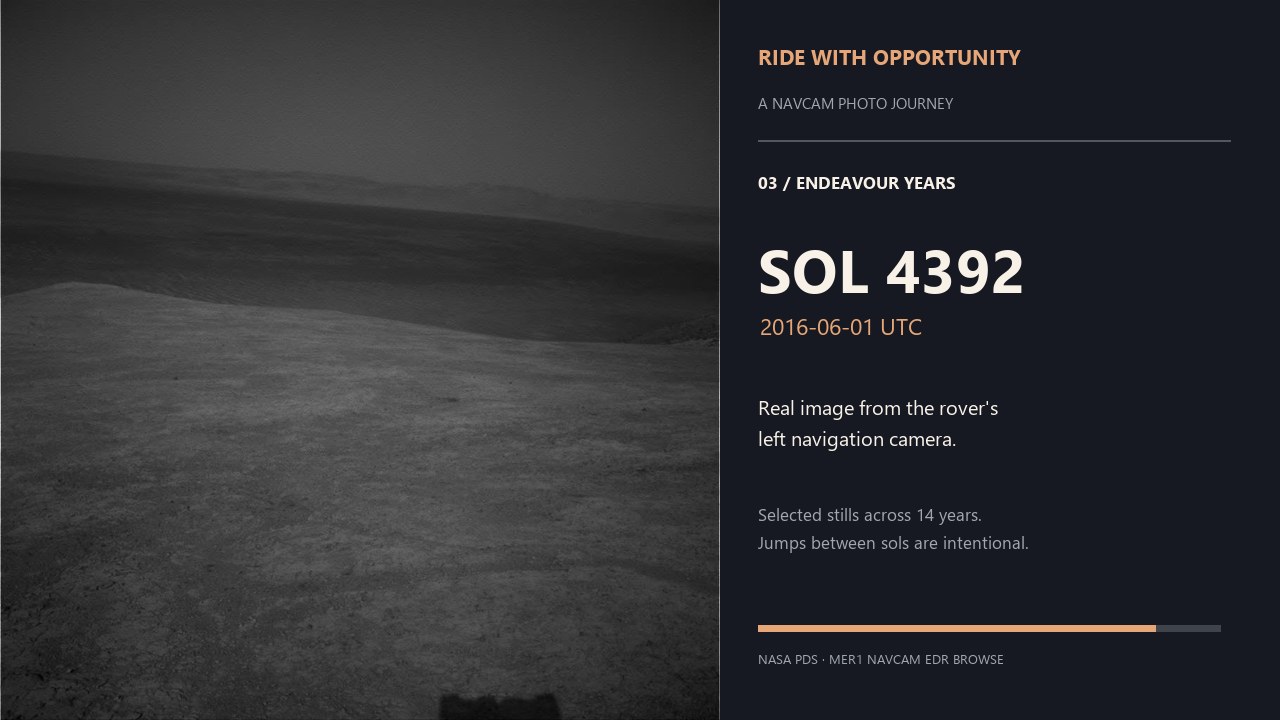 RIDE WITH OPPORTUNITY
A NAVCAM PHOTO JOURNEY
03 / ENDEAVOUR YEARS
SOL 4392
2016-06-01 UTC
Real image from the rover's
left navigation camera.
Selected stills across 14 years.
Jumps between sols are intentional.
NASA PDS · MER1 NAVCAM EDR BROWSE